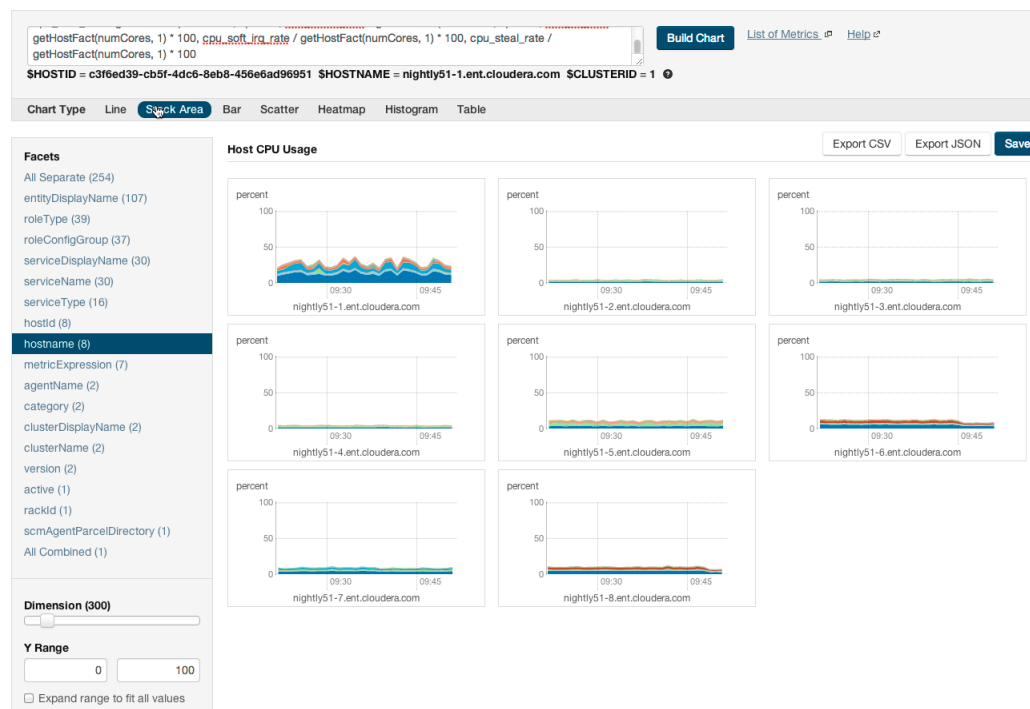 getHostFact(numCores, 1) * 100, cpu_soft_irq_rate / getHostFact(numCores, 1) * 100, cpu_steal_rate /
getHostFact(numCores, 1) * 100
Build Chart
List of Metrics
Help
$HOSTID = c3f6ed39-cb5f-4dc6-8eb8-456e6ad96951 $HOSTNAME = nightly51-1.ent.cloudera.com $CLUSTERID = 1
Chart Type Line Stack Area Bar Scatter Heatmap Histogram Table
Facets
All Separate (254)
entityDisplayName (107)
roleType (39)
roleConfigGroup (37)
serviceDisplayName (30)
serviceName (30)
serviceType (16)
hostId (8)
hostname (8)
metricExpression (7)
agentName (2)
category (2)
clusterDisplayName (2)
clusterName (2)
version (2)
active (1)
rackId (1)
scmAgentParcelDirectory (1)
All Combined (1)
Dimension (300)
Y Range
0 100
Expand range to fit all values
Host CPU Usage
Export CSV Export JSON Save
percent
100
50
0
09:30 09:45
nightly51-1.ent.cloudera.com
percent
100
50
0
09:30 09:45
nightly51-2.ent.cloudera.com
percent
100
50
0
09:30 09:45
nightly51-3.ent.cloudera.com
percent
100
50
0
09:30 09:45
nightly51-4.ent.cloudera.com
percent
100
50
0
09:30 09:45
nightly51-5.ent.cloudera.com
percent
100
50
0
09:30 09:45
nightly51-6.ent.cloudera.com
percent
100
50
0
09:30 09:45
nightly51-7.ent.cloudera.com
percent
100
50
0
09:30 09:45
nightly51-8.ent.cloudera.com